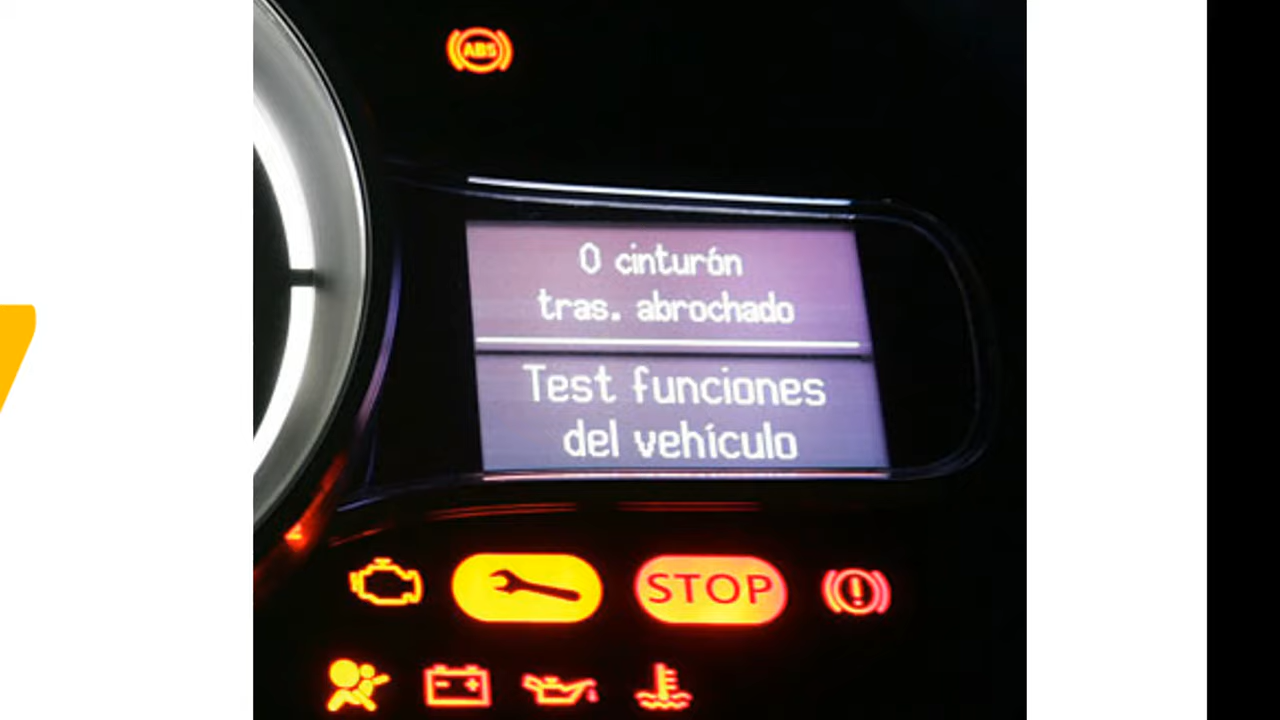 ABS
0 cinturón
tras. abrochado
Test funciones
del vehículo
STOP